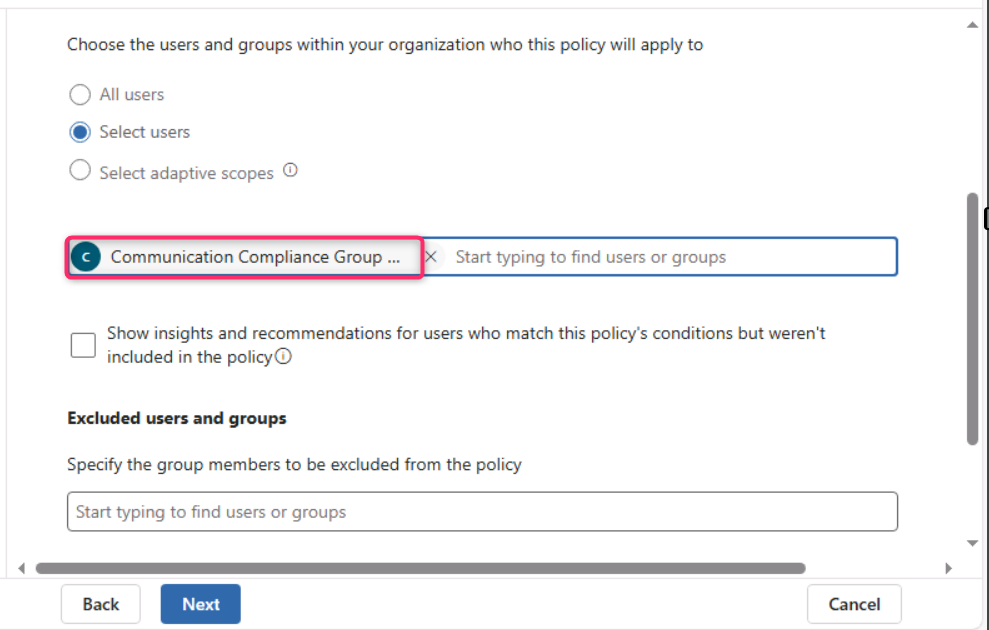 Choose the users and groups within your organization who this policy will apply to
All users
Select users
Select adaptive scopes
C Communication Compliance Group ... Start typing to find users or groups
Show insights and recommendations for users who match this policy's conditions but weren't
included in the policy
Excluded users and groups
Specify the group members to be excluded from the policy
Start typing to find users or groups
Back Next Cancel